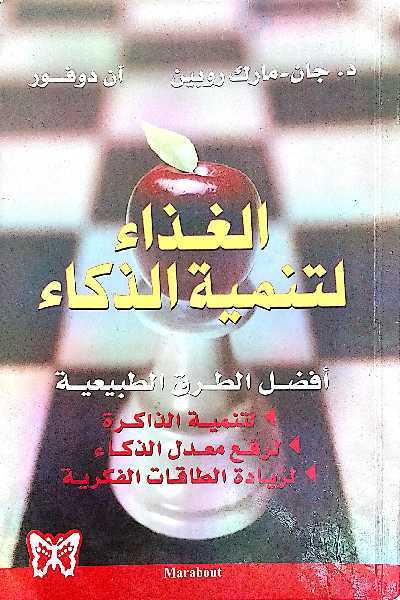 د. جان-مارك روبين   آن دوفور
الغذاء
لتنمية الذكاء
أفضل الطرق الطبيعية
لتنمية الذاكرة
لرفع معدل الذكاء
لزيادة الطاقات الفكرية
Marabout